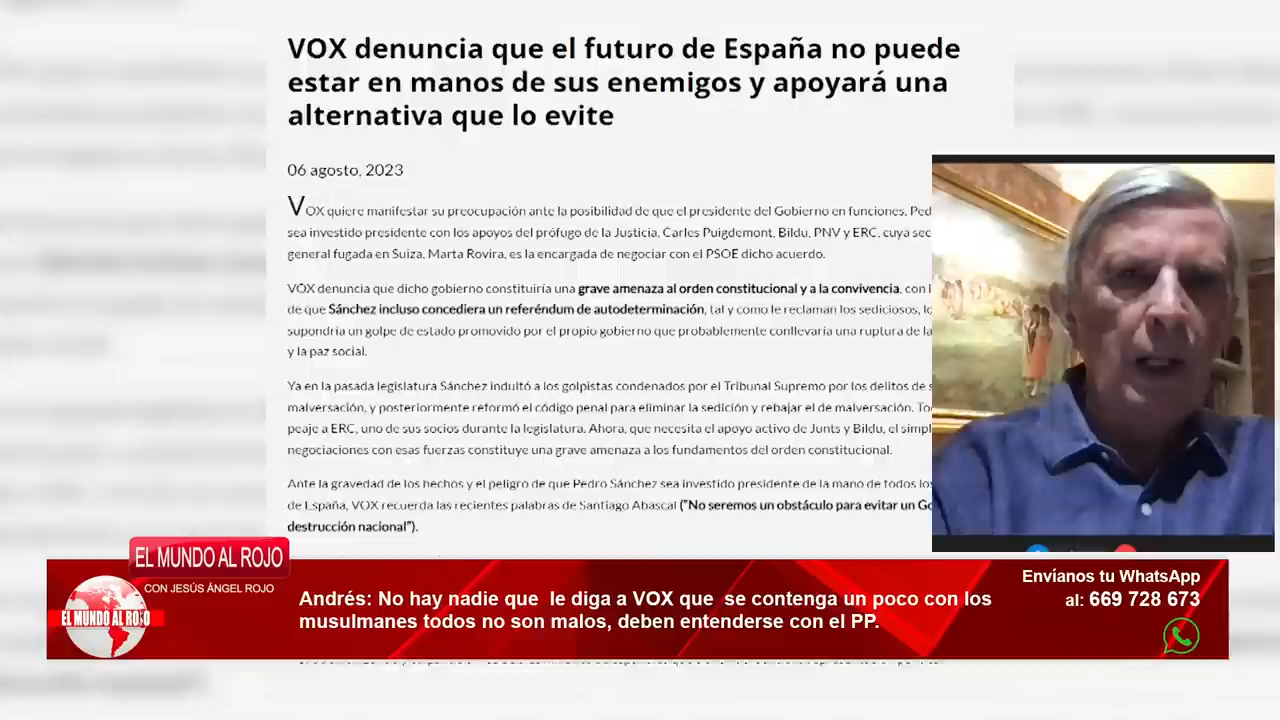 VOX denuncia que el futuro de España no puede
estar en manos de sus enemigos y apoyará una
alternativa que lo evite
06 agosto, 2023
VOX quiere manifestar su preocupación ante la posibilidad de que el presidente del Gobierno en funciones, Ped
sea investido presidente con los apoyos del prófugo de la Justicia, Carles Puigdemont, Bildu, PNV y ERC, cuya sec
general fugada en Suiza, Marta Rovira, es la encargada de negociar con el PSOE dicho acuerdo.
VOX denuncia que dicho gobierno constituiría una grave amenaza al orden constitucional y a la convivencia, con
de que Sánchez incluso concediera un referéndum de autodeterminación, tal y como le reclaman los sediciosos, lo
supondría un golpe de estado promovido por el propio gobierno que probablemente conllevaría una ruptura de la
y la paz social.
Ya en la pasada legislatura Sánchez indultó a los golpistas condenados por el Tribunal Supremo por los delitos de s
malversación, y posteriormente reformó el código penal para eliminar la sedición y rebajar el de malversación. To
peaje a ERC, uno de sus socios durante la legislatura. Ahora, que necesita el apoyo activo de Junts y Bildu, el simpl
negociaciones con esas fuerzas constituye una grave amenaza a los fundamentos del orden constitucional.
Ante la gravedad de los hechos y el peligro de que Pedro Sánchez sea investido presidente de la mano de todos los
de España, VOX recuerda las recientes palabras de Santiago Abascal ("No seremos un obstáculo para evitar un Go
destrucción nacional").
EL MUNDO AL ROJO
CON JESÚS ÁNGEL ROJO
EL MUNDO AL ROJO
Andrés: No hay nadie que le diga a VOX que se contenga un poco con los
musulmanes todos no son malos, deben entenderse con el PP.
Envíanos tu WhatsApp
al: 669 728 673